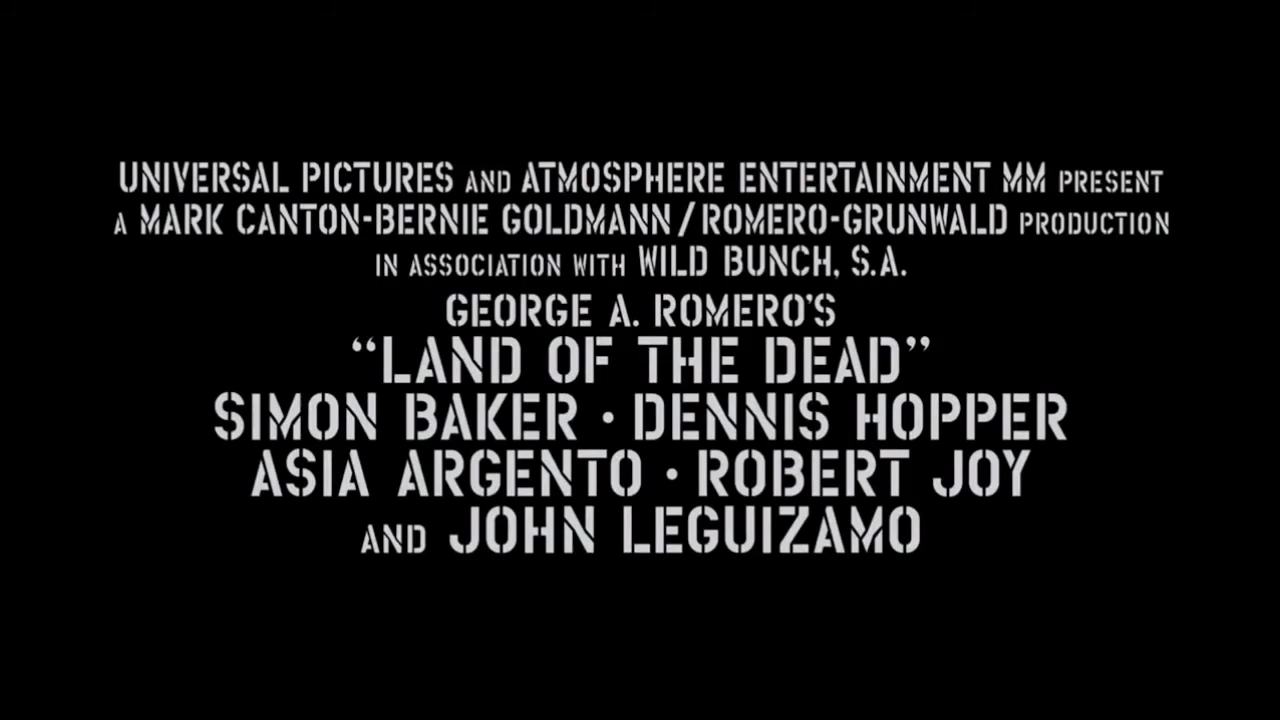 UNIVERSAL PICTURES AND ATMOSPHERE ENTERTAINMENT MM PRESENT
A MARK CANTON-BERNIE GOLDMANN/ROMERO-GRUNWALD PRODUCTION
IN ASSOCIATION WITH WILD BUNCH, S.A.
GEORGE A. ROMERO'S
“LAND OF THE DEAD”
SIMON BAKER · DENNIS HOPPER
ASIA ARGENTO · ROBERT JOY
AND JOHN LEGUIZAMO